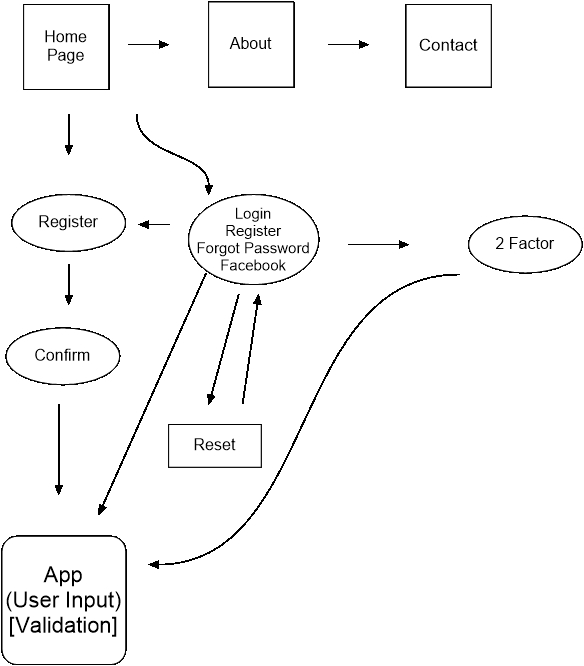 Home
Page
About
Contact
Register
Login
Register
Forgot Password
Facebook
2 Factor
Confirm
Reset
App
(User Input)
[Validation]